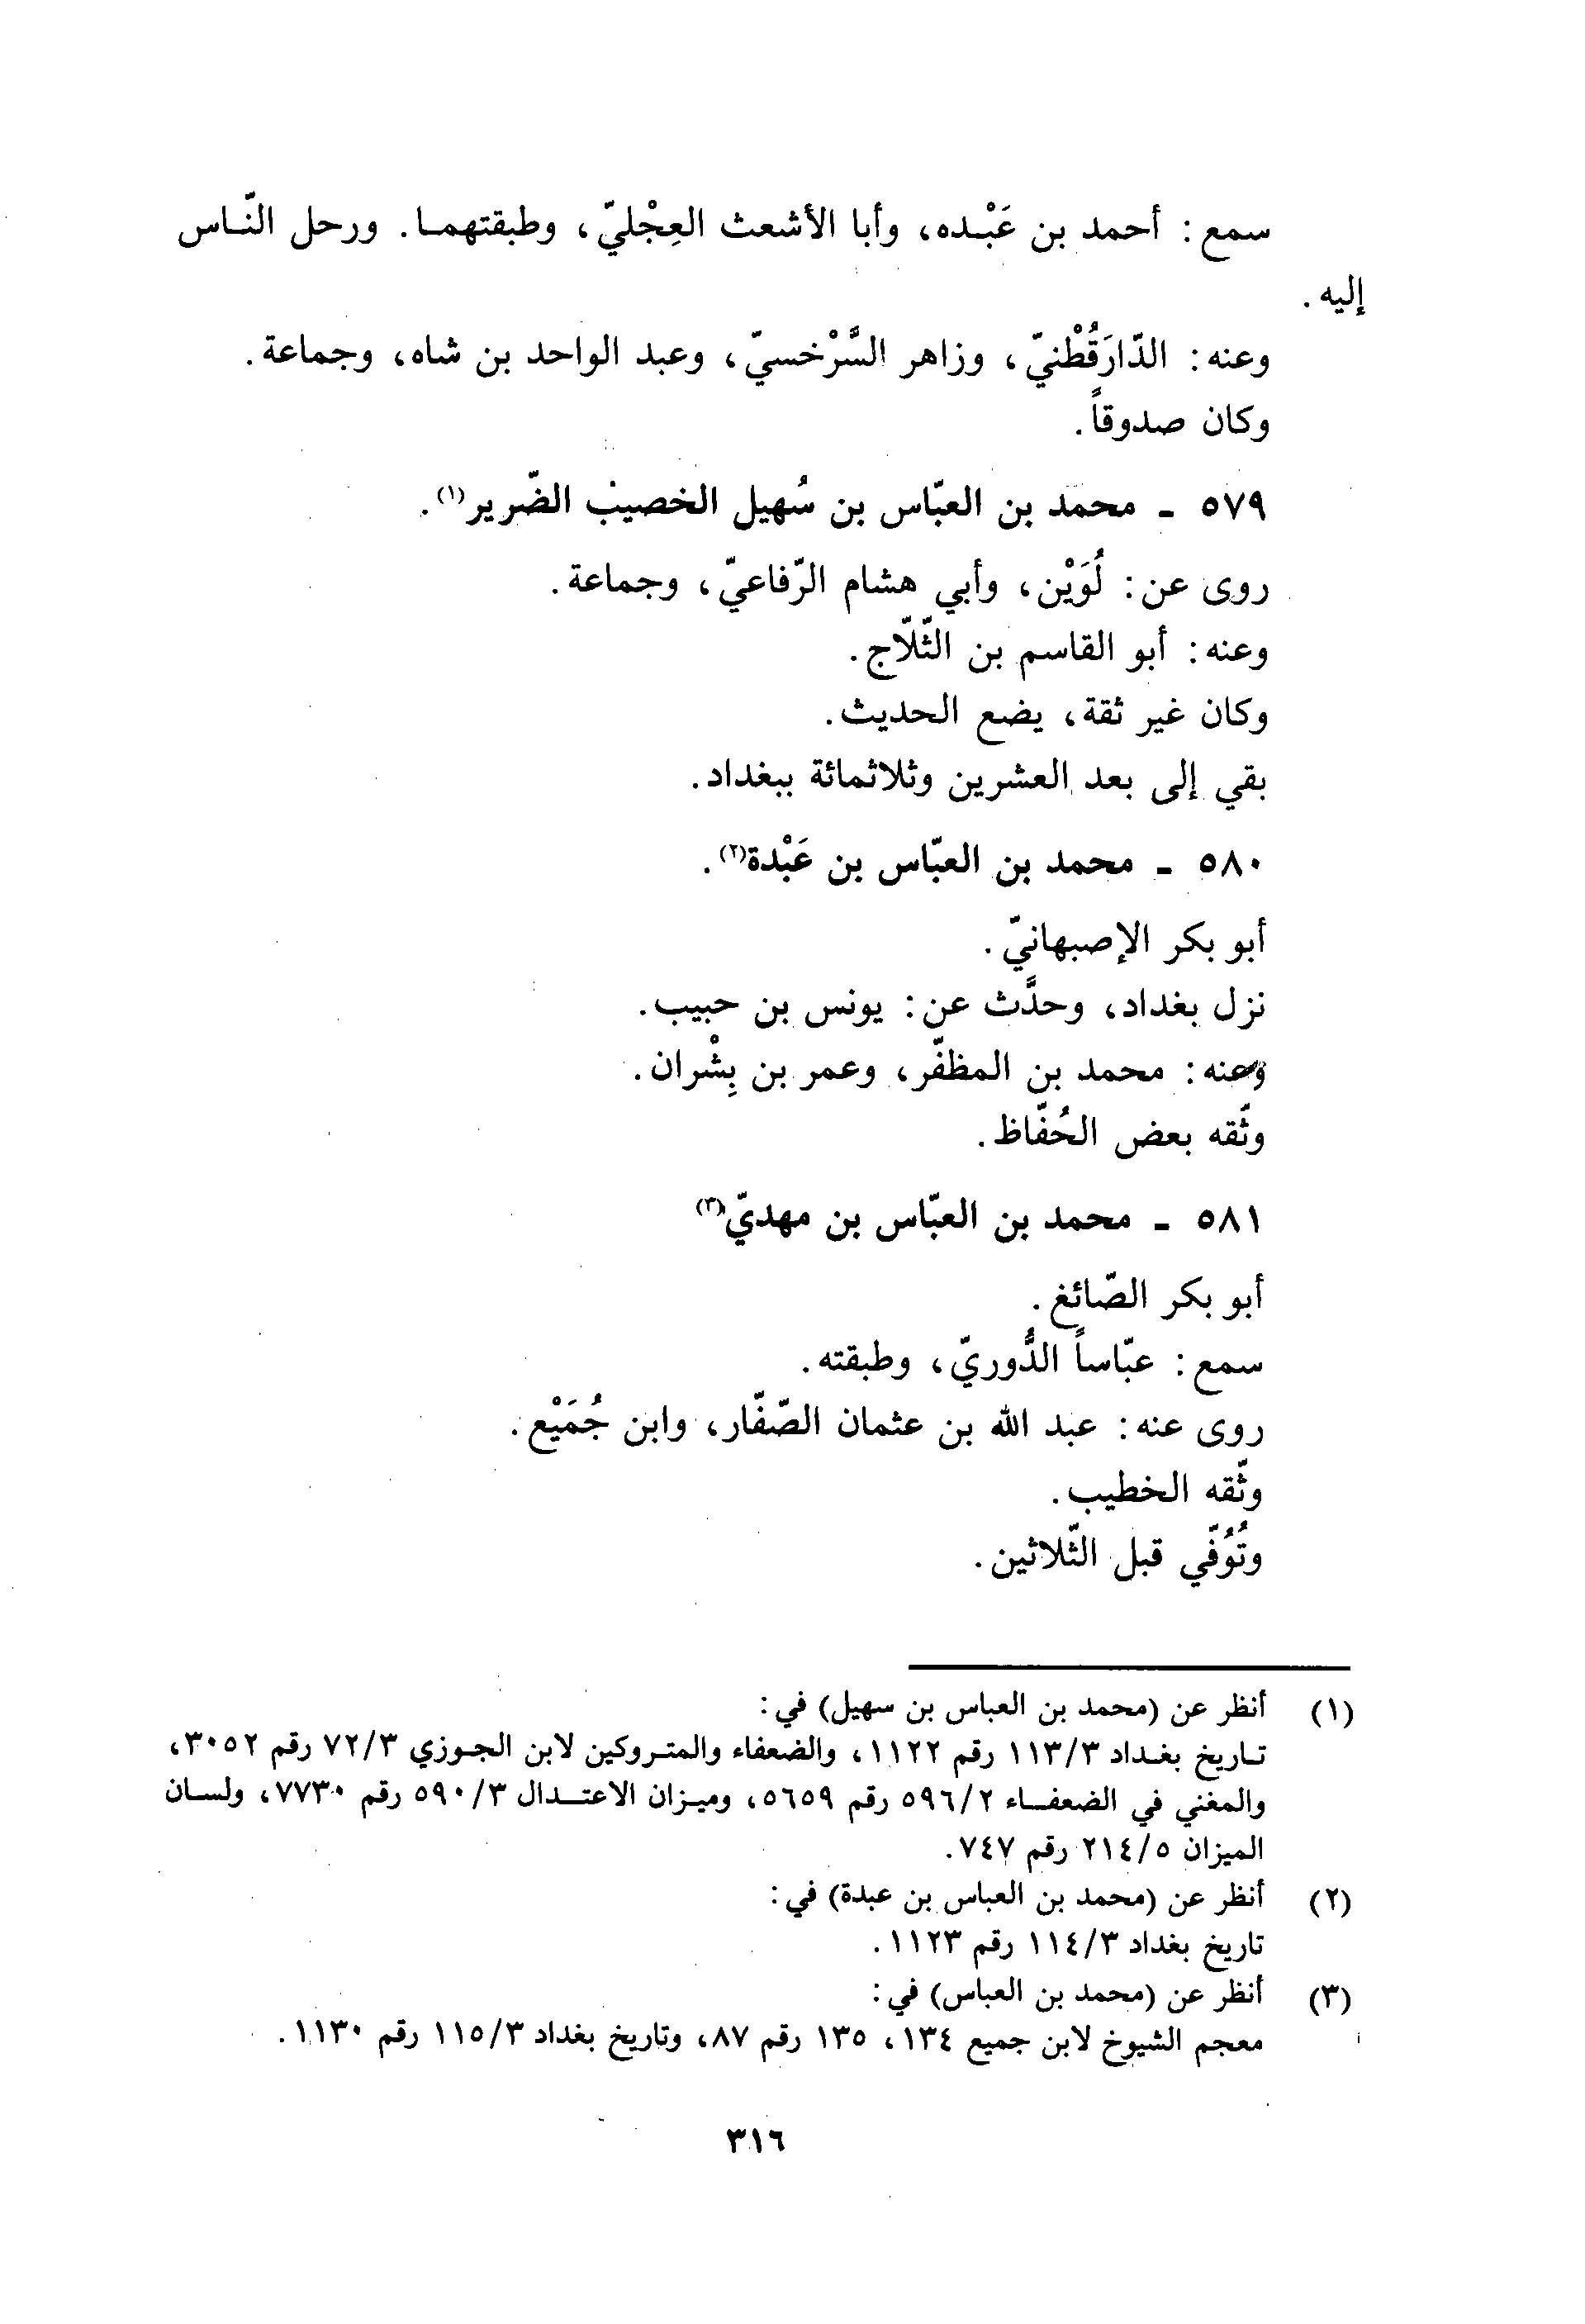 سمع: أحمد بن عَبْده، وأبا الأشعث العِجْليّ، وطبقتهما. ورحل النّاس
إليه.
وعنه: الدّارَقُطْنيّ، وزاهر السَّرْخسيّ، وعبد الواحد بن شاه، وجماعة.
وكان صدوقاً.
٥٧٩ - محمد بن العبّاس بن سُهيل الخصيب الضّرير(١).
روى عن: لُوَيْن، وأبي هشام الرّفاعيّ، وجماعة.
وعنه: أبو القاسم بن الثّلّاج.
وكان غير ثقة، يضع الحديث.
بقي إلى بعد العشرين وثلاثمائة ببغداد.
٥٨٠ - محمد بن العبّاس بن عَبْدة(٢).
أبو بكر الإصبهانيّ.
نزل بغداد، وحدَّث عن: يونس بن حبيب.
وعنه: محمد بن المظفّر، وعمر بن بِشْران.
وثّقه بعض الحُفّاظ.
٥٨١ - محمد بن العبّاس بن مهديّ(٣)
أبو بكر الصّائغ.
سمع: عبّاساً الدُّوريّ، وطبقته.
روى عنه: عبد الله بن عثمان الصّفّار، وابن جُمَيْع.
وثّقه الخطيب.
وتُوُفّي قبل الثّلاثين.
(١) أنظر عن (محمد بن العباس بن سهيل) في:
تاريخ بغداد ١١٣/٣ رقم ١١٢٢، والضعفاء والمتروكين لابن الجوزي ٧٢/٣ رقم ٣٠٥٢،
والمغني في الضعفاء ٥٩٦/٢ رقم ٥٦٥٩، وميزان الاعتدال ٥٩٠/٣ رقم ٧٧٣٠، ولسان
الميزان ٢١٤/٥ رقم ٧٤٧.
(٢) أنظر عن (محمد بن العباس بن عبدة) في:
تاريخ بغداد ١١٤/٣ رقم ١١٢٣.
(٣) أنظر عن (محمد بن العباس) في:
معجم الشيوخ لابن جميع ١٣٤، ١٣٥ رقم ٨٧، وتاريخ بغداد ١١٥/٣ رقم ١١٣٠.
٣١٦